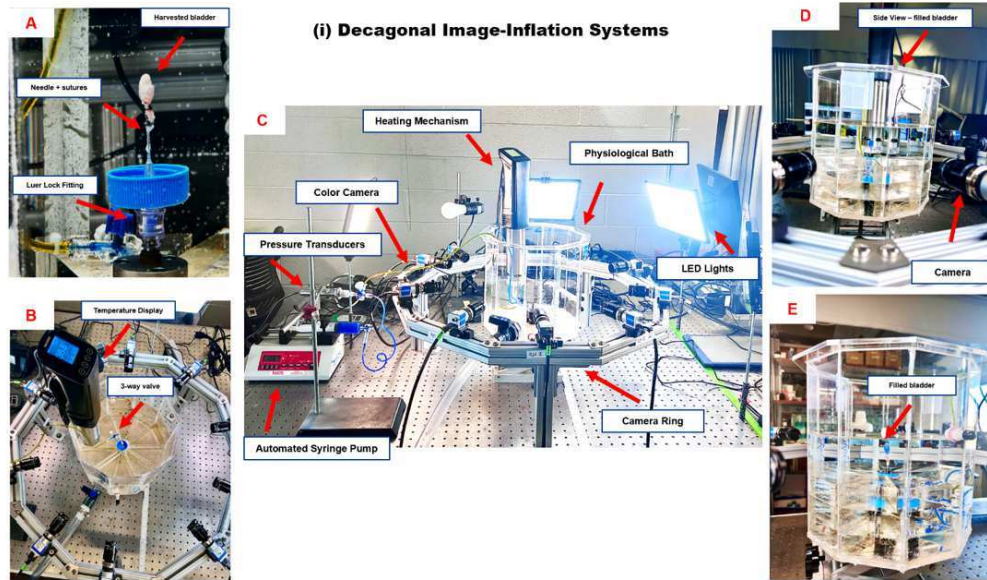 (i) Decagonal Image-Inflation Systems
A
Harvested bladder
Needle + sutures
Luer Lock Fitting
B
Temperature Display
3-way valve
C
Heating Mechanism
Physiological Bath
Color Camera
Pressure Transducers
LED Lights
Camera Ring
Automated Syringe Pump
D
Side View – filled bladder
Camera
E
Filled bladder